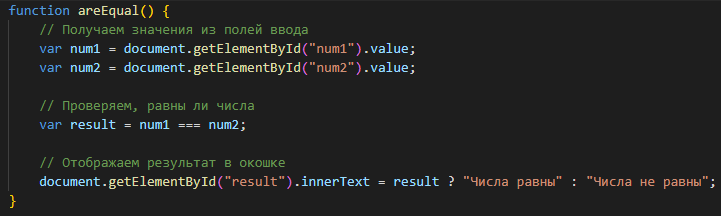 function areEqual() {
// Получаем значения из полей ввода
var num1 = document.getElementById("num1").value;
var num2 = document.getElementById("num2").value;
// Проверяем, равны ли числа
var result = num1 === num2;
// Отображаем результат в окошке
document.getElementById("result").innerText = result ? "Числа равны" : "Числа не равны";
}